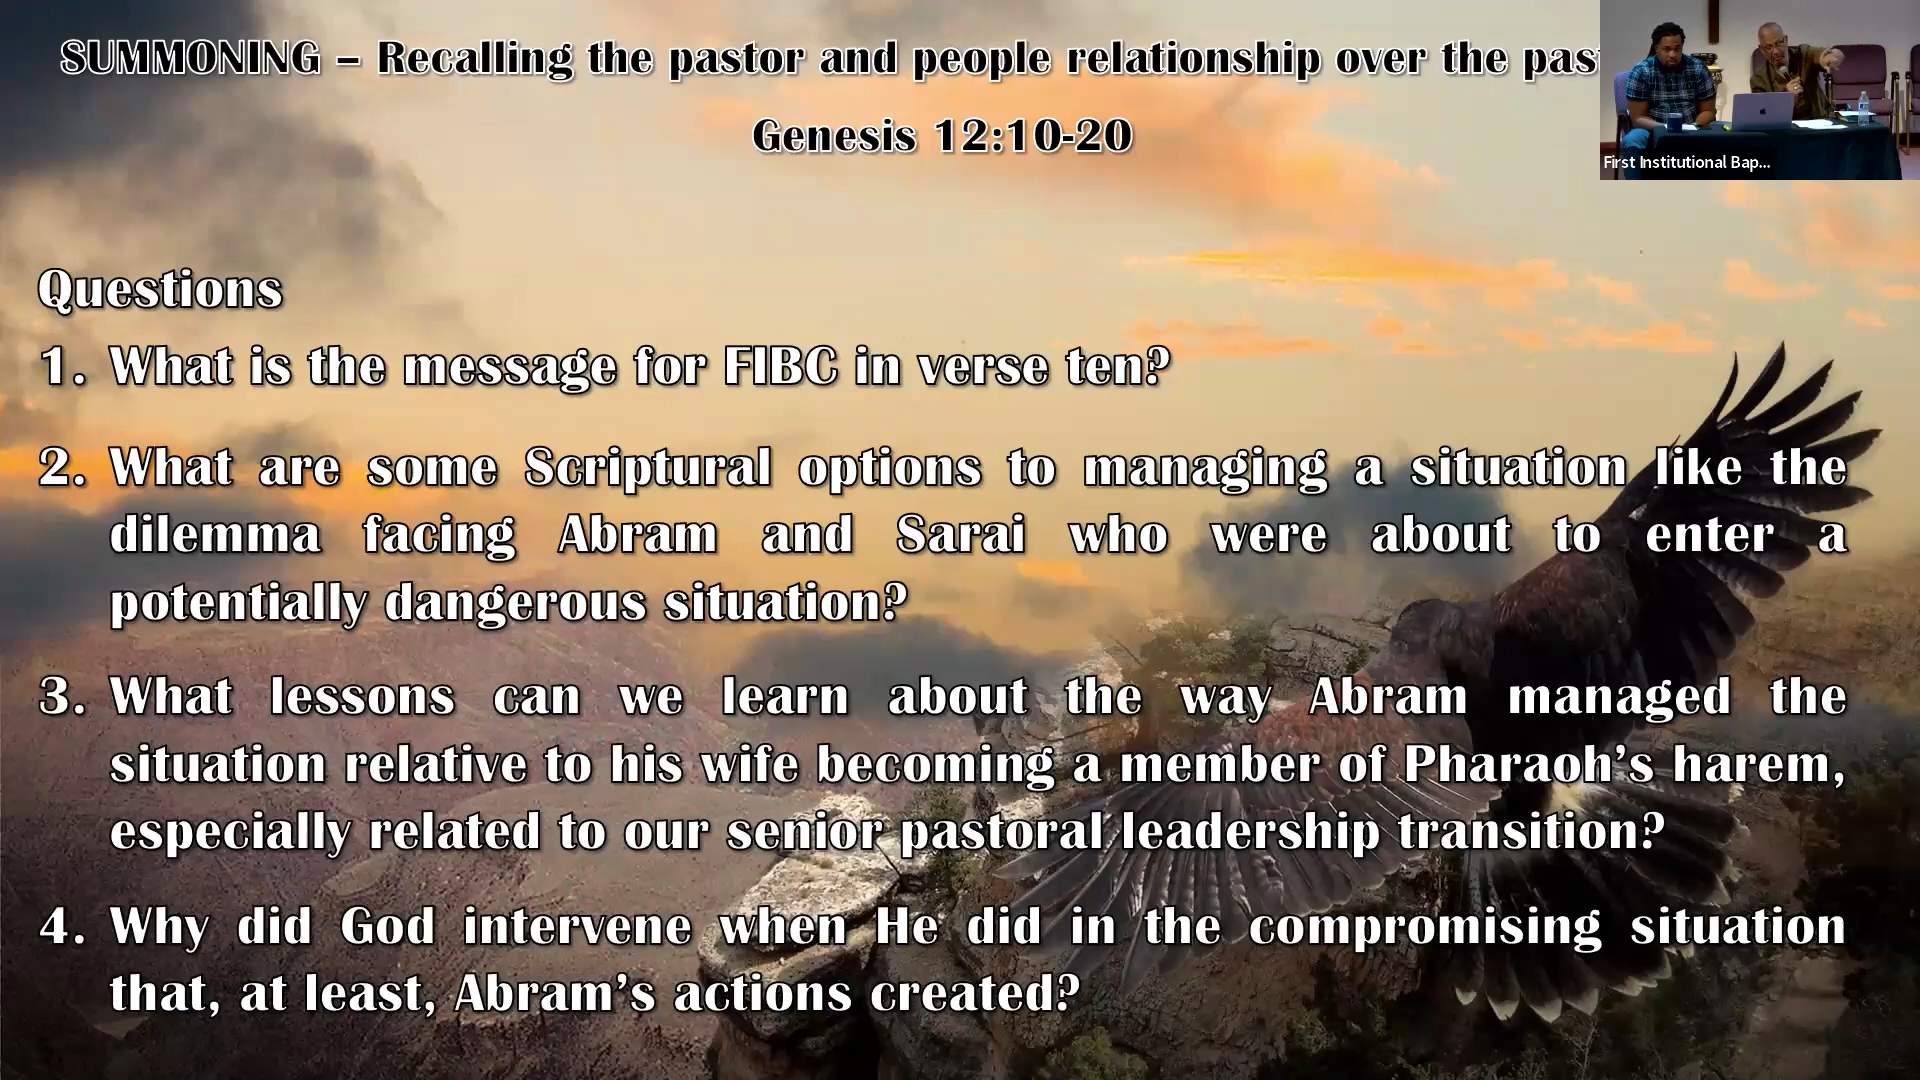 SUMMONING – Recalling the pastor and people relationship over the
Genesis 12:10-20
First Institutional Bap...
Questions
1. What is the message for FIBC in verse ten?
2. What are some Scriptural options to managing a situation like the
dilemma facing Abram and Sarai who were about to enter a
potentially dangerous situation?
3. What lessons can we learn about the way Abram managed the
situation relative to his wife becoming a member of Pharaoh’s harem,
especially related to our senior pastoral leadership transition?
4. Why did God intervene when He did in the compromising situation
that, at least, Abram’s actions created?